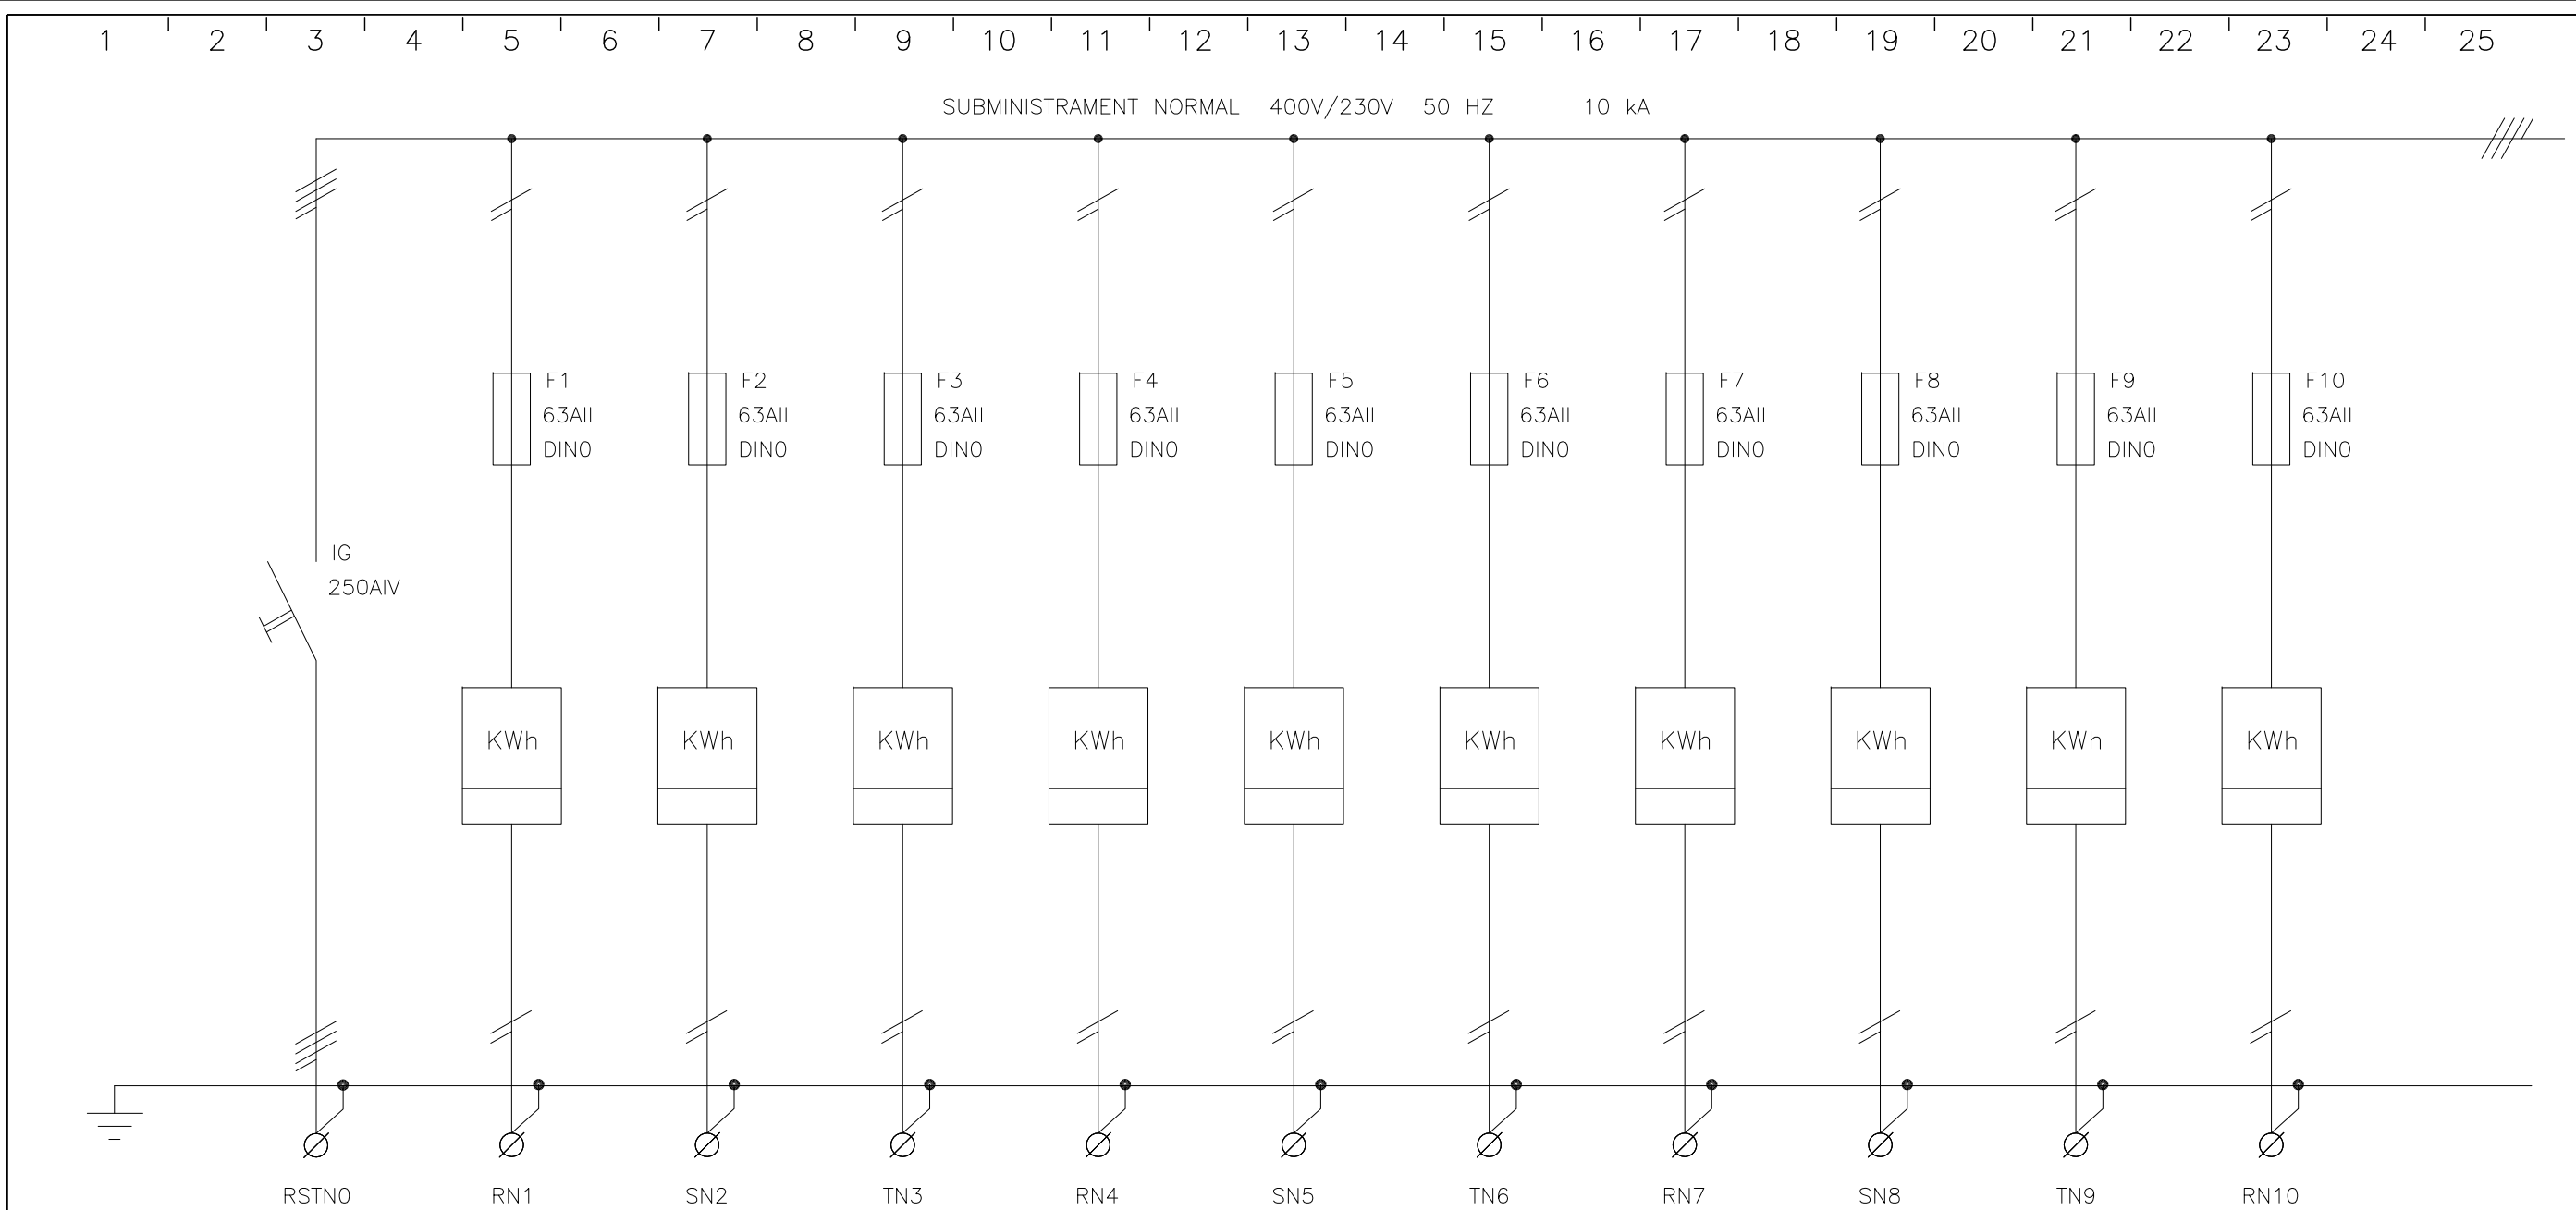 1 2 3 4 5 6 7 8 9 10 11 12 13 14 15 16 17 18 19 20 21 22 23 24 25
SUBMINISTRAMENT NORMAL 400V/230V 50 HZ 10 kA
F1 F2 F3 F4 F5 F6 F7 F8 F9 F10
63AII 63AII 63AII 63AII 63AII 63AII 63AII 63AII 63AII 63AII
DIN0 DIN0 DIN0 DIN0 DIN0 DIN0 DIN0 DIN0 DIN0 DIN0
IG
250AIV
KWh KWh KWh KWh KWh KWh KWh KWh KWh KWh
RSTN0 RN1 SN2 TN3 RN4 SN5 TN6 RN7 SN8 TN9 RN10